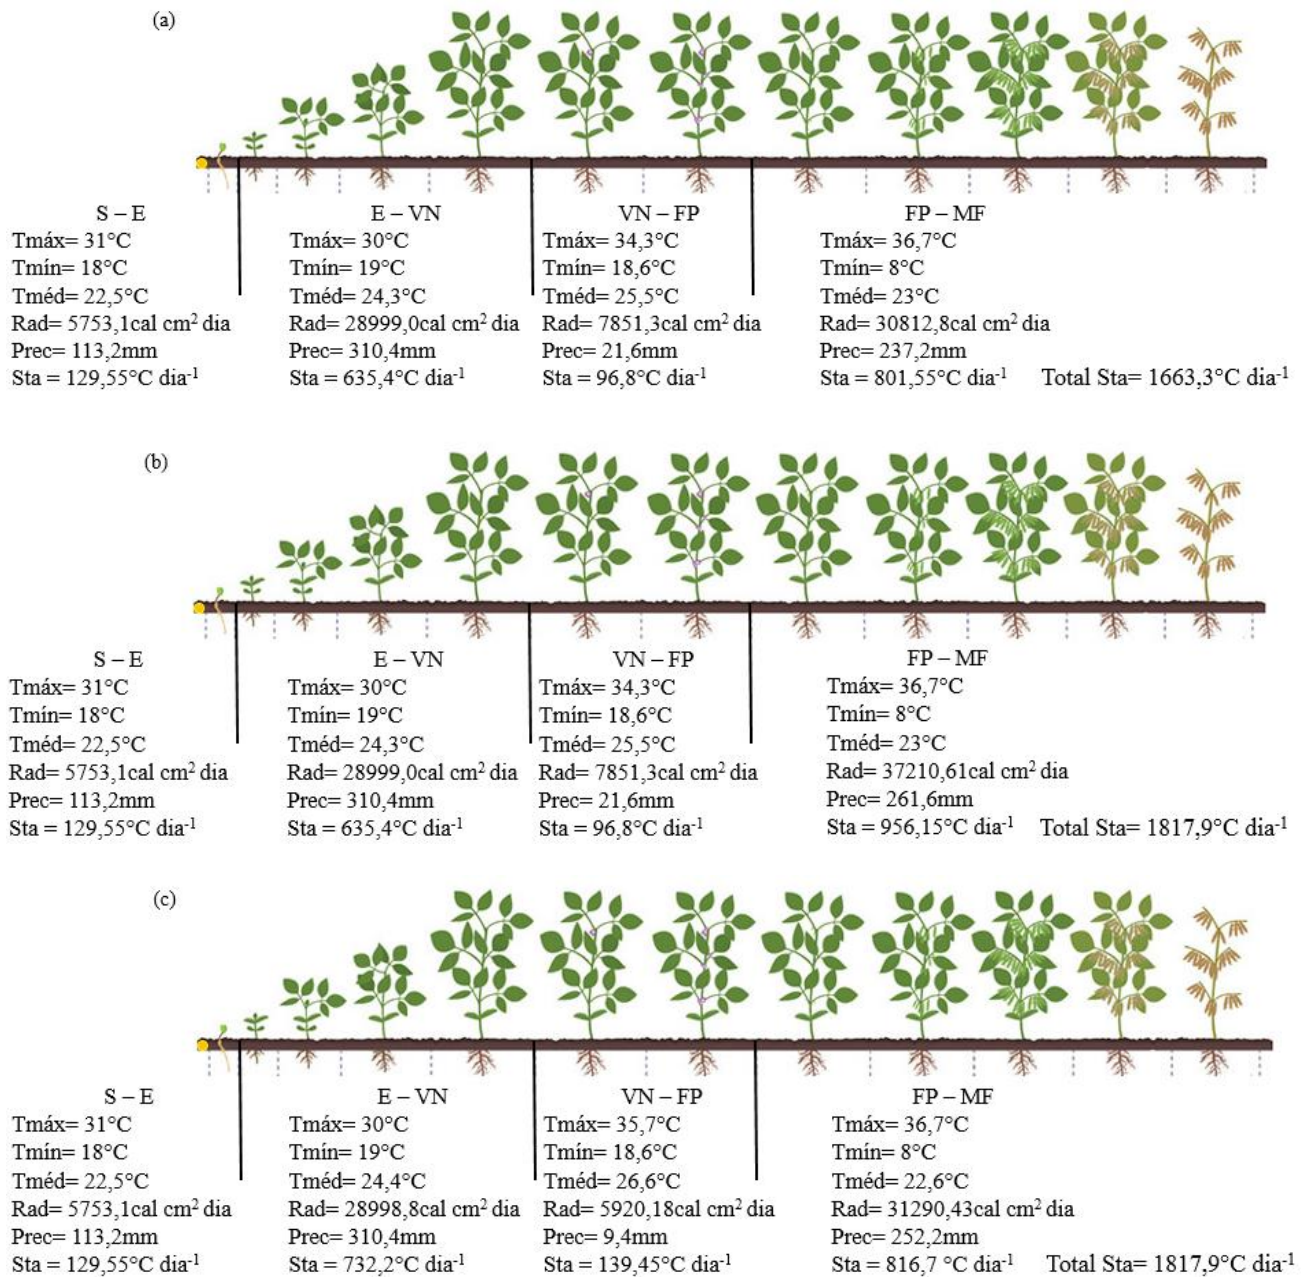 (a)
S – E
Tmáx= 31°C
Tmín= 18°C
Tméd= 22,5°C
Rad= 5753,1cal cm² dia
Prec= 113,2mm
Sta = 129,55°C dia⁻¹
E – VN
Tmáx= 30°C
Tmín= 19°C
Tméd= 24,3°C
Rad= 28999,0cal cm² dia
Prec= 310,4mm
Sta = 635,4°C dia⁻¹
VN – FP
Tmáx= 34,3°C
Tmín= 18,6°C
Tméd= 25,5°C
Rad= 7851,3cal cm² dia
Prec= 21,6mm
Sta = 96,8°C dia⁻¹
FP – MF
Tmáx= 36,7°C
Tmín= 8°C
Tméd= 23°C
Rad= 30812,8cal cm² dia
Prec= 237,2mm
Sta = 801,55°C dia⁻¹
Total Sta= 1663,3°C dia⁻¹
(b)
S – E
Tmáx= 31°C
Tmín= 18°C
Tméd= 22,5°C
Rad= 5753,1cal cm² dia
Prec= 113,2mm
Sta = 129,55°C dia⁻¹
E – VN
Tmáx= 30°C
Tmín= 19°C
Tméd= 24,3°C
Rad= 28999,0cal cm² dia
Prec= 310,4mm
Sta = 635,4°C dia⁻¹
VN – FP
Tmáx= 34,3°C
Tmín= 18,6°C
Tméd= 25,5°C
Rad= 7851,3cal cm² dia
Prec= 21,6mm
Sta = 96,8°C dia⁻¹
FP – MF
Tmáx= 36,7°C
Tmín= 8°C
Tméd= 23°C
Rad= 37210,61cal cm² dia
Prec= 261,6mm
Sta = 956,15°C dia⁻¹
Total Sta= 1817,9°C dia⁻¹
(c)
S – E
Tmáx= 31°C
Tmín= 18°C
Tméd= 22,5°C
Rad= 5753,1cal cm² dia
Prec= 113,2mm
Sta = 129,55°C dia⁻¹
E – VN
Tmáx= 30°C
Tmín= 19°C
Tméd= 24,4°C
Rad= 28998,8cal cm² dia
Prec= 310,4mm
Sta = 732,2°C dia⁻¹
VN – FP
Tmáx= 35,7°C
Tmín= 18,6°C
Tméd= 26,6°C
Rad= 5920,18cal cm² dia
Prec= 9,4mm
Sta = 139,45°C dia⁻¹
FP – MF
Tmáx= 36,7°C
Tmín= 8°C
Tméd= 22,6°C
Rad= 31290,43cal cm² dia
Prec= 252,2mm
Sta = 816,7 °C dia⁻¹
Total Sta= 1817,9°C dia⁻¹